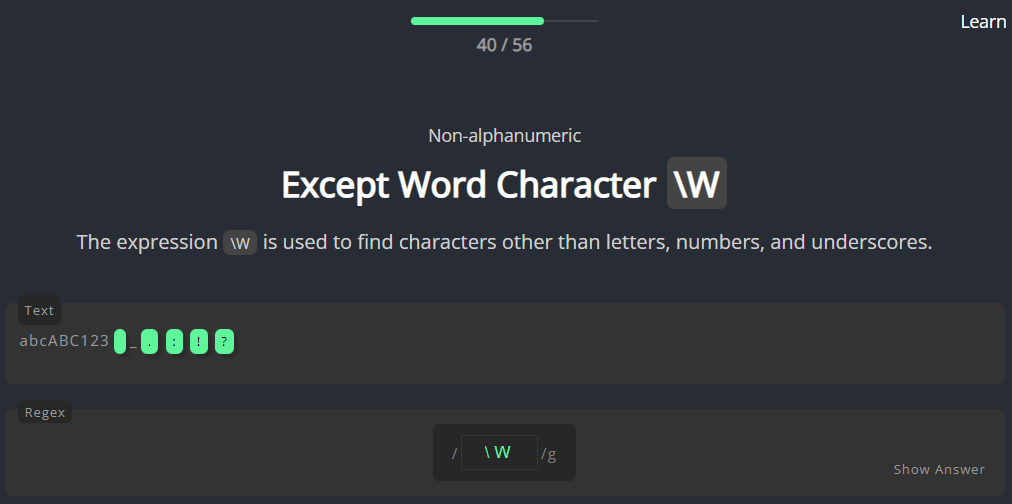 Learn
40 / 56
Non-alphanumeric
Except Word Character \W
The expression \W is used to find characters other than letters, numbers, and underscores.
Text
abcABC123 _.:!?
Regex
/ \W /g
Show Answer